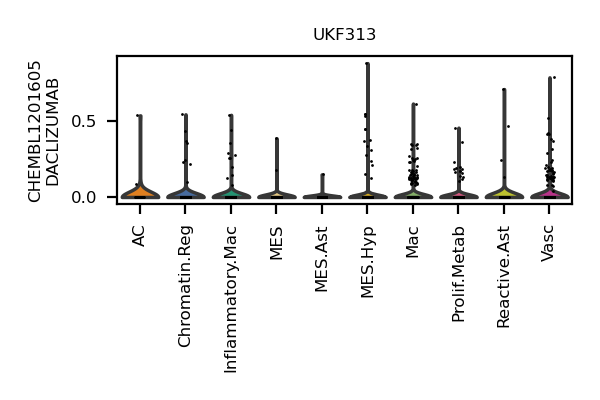 UKF313
CHEMBL1201605
DACLIZUMAB
0.5
0.0
AC
Chromatin.Reg
Inflammatory.Mac
MES
MES.Ast
MES.Hyp
Mac
Prolif.Metab
Reactive.Ast
Vasc